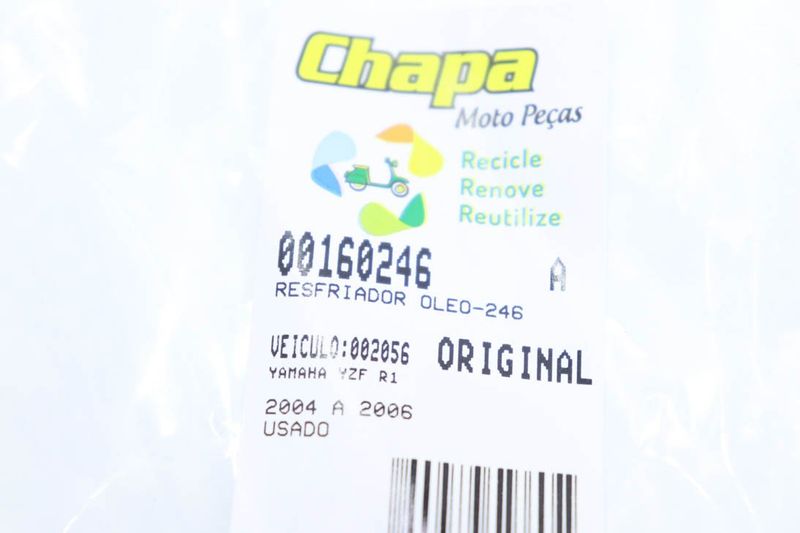 Chapa
Moto Peças
Recicle
Renove
Reutilize
00160246 A
RESFRIADOR OLEO-246
VEICULO:002056 ORIGINAL
YAMAHA YZF R1
2004 A 2006
USADO